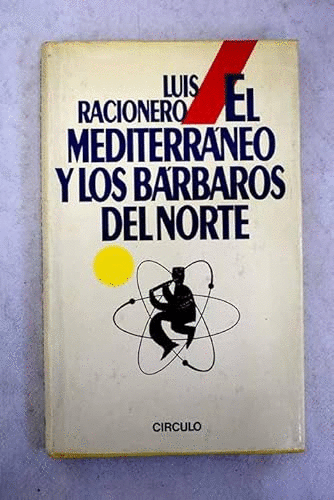 LUIS
RACIONERO/EL
MEDITERRÁNEO
Y LOS BÁRBAROS
DEL NORTE
CIRCULO